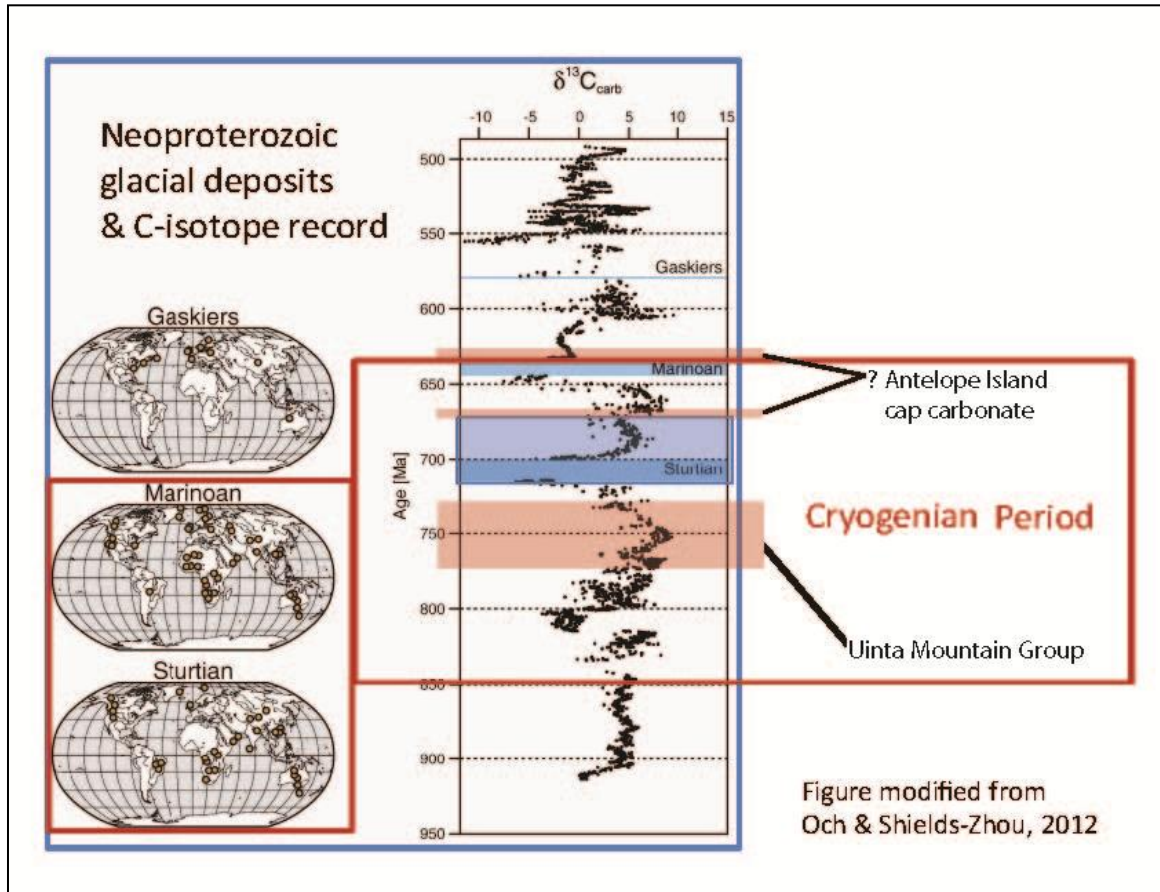 Neoproterozoic
glacial deposits
& C-isotope record
δ13Ccarb
-10 -5 0 5 10 15
500
550
600
650
700
750
800
850
900
950
Age [Ma]
Gaskiers
Marinoan
Sturtian
Gaskiers
Marinoan
Sturtian
? Antelope Island
cap carbonate
Cryogenian Period
Uinta Mountain Group
Figure modified from
Och & Shields-Zhou, 2012